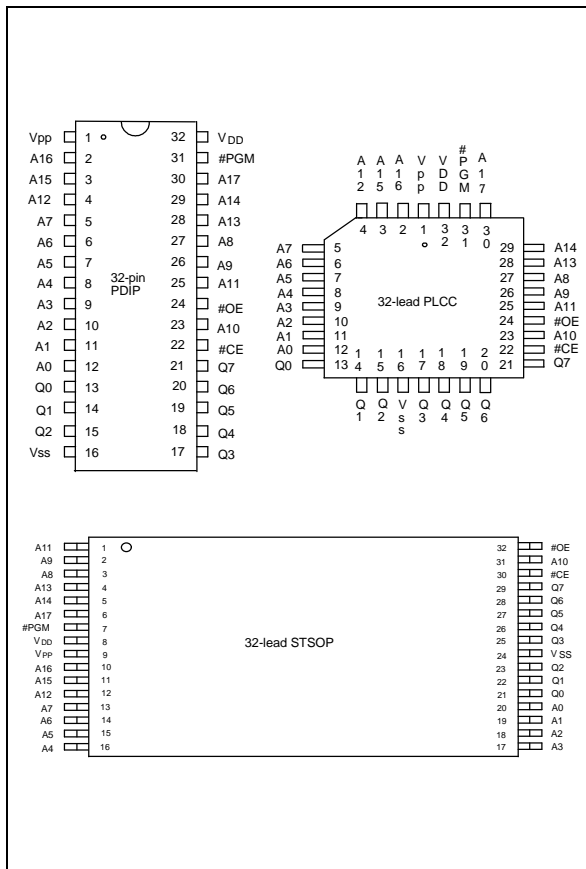 Vpp 1 32 VDD
A16 2 31 #PGM
A15 3 30 A17
A12 4 29 A14
A7 5 28 A13
A6 6 27 A8
A5 7 26 A9
A4 8 25 A11
A3 9 24 #OE
A2 10 23 A10
A1 11 22 #CE
A0 12 21 Q7
Q0 13 20 Q6
Q1 14 19 Q5
Q2 15 18 Q4
Vss 16 17 Q3
32-pin
PDIP
A12 A15 A16 Vpp VDD #PGM A17
4 3 2 1 32 31 30
A7 5 29 A14
A6 6 28 A13
A5 7 27 A8
A4 8 26 A9
A3 9 25 A11
A2 10 24 #OE
A1 11 23 A10
A0 12 22 #CE
Q0 13 21 Q7
32-lead PLCC
14 15 16 17 18 19 20
Q1 Q2 Vss Q3 Q4 Q5 Q6
A11 1 32 #OE
A9 2 31 A10
A8 3 30 #CE
A13 4 29 Q7
A14 5 28 Q6
A17 6 27 Q5
#PGM 7 26 Q4
VDD 8 25 Q3
VPP 9 24 VSS
A16 10 23 Q2
A15 11 22 Q1
A12 12 21 Q0
A7 13 20 A0
A6 14 19 A1
A5 15 18 A2
A4 16 17 A3
32-lead STSOP